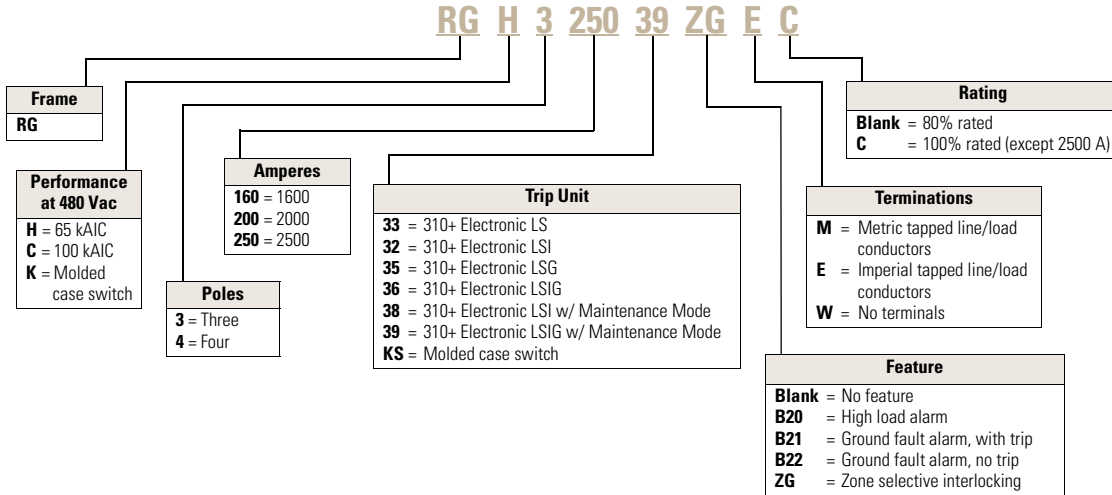 RG H 3 250 39 ZG E C
Frame
RG
Performance
at 480 Vac
H = 65 kAIC
C = 100 kAIC
K = Molded
case switch
Poles
3 = Three
4 = Four
Amperes
160 = 1600
200 = 2000
250 = 2500
Trip Unit
33 = 310+ Electronic LS
32 = 310+ Electronic LSI
35 = 310+ Electronic LSG
36 = 310+ Electronic LSIG
38 = 310+ Electronic LSI w/ Maintenance Mode
39 = 310+ Electronic LSIG w/ Maintenance Mode
KS = Molded case switch
Rating
Blank = 80% rated
C = 100% rated (except 2500 A)
Terminations
M = Metric tapped line/load
conductors
E = Imperial tapped line/load
conductors
W = No terminals
Feature
Blank = No feature
B20 = High load alarm
B21 = Ground fault alarm, with trip
B22 = Ground fault alarm, no trip
ZG = Zone selective interlocking